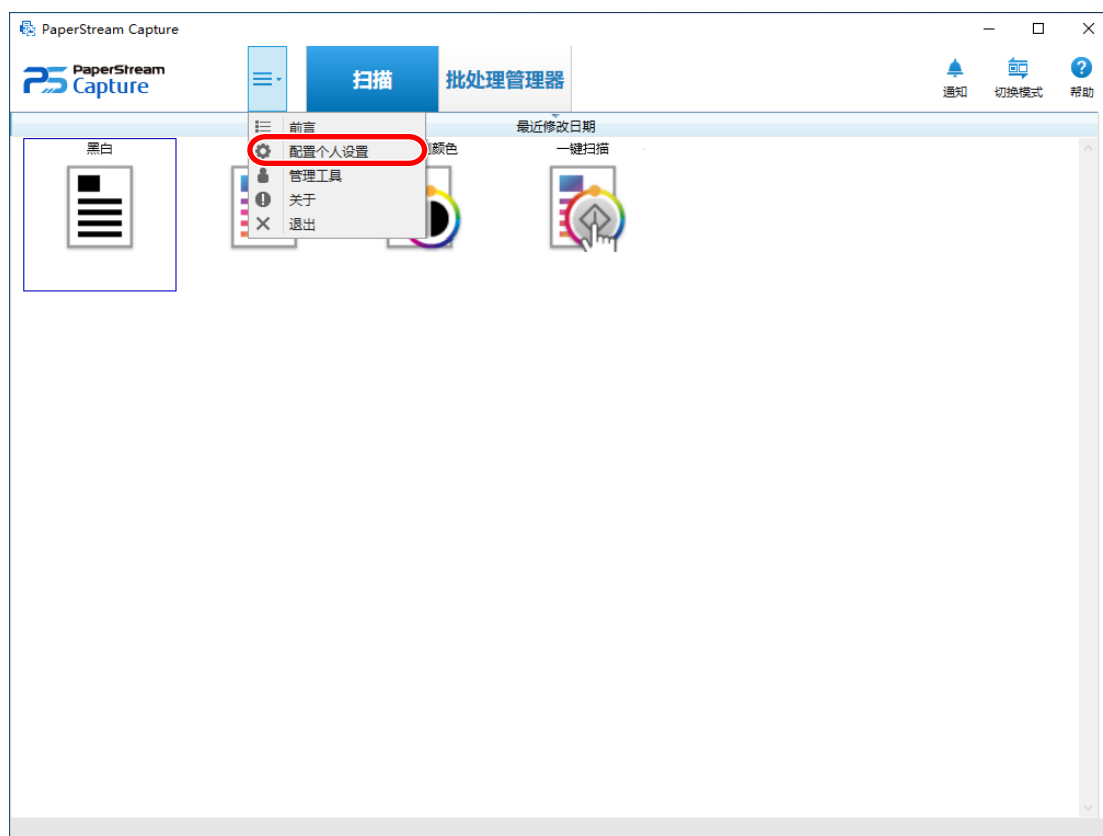 PaperStream Capture
PaperStream
Capture
扫描
批处理管理器
通知
切换模式
帮助
前言
配置个人设置
管理工具
关于
退出
最近修改日期
黑白
颜色
一键扫描